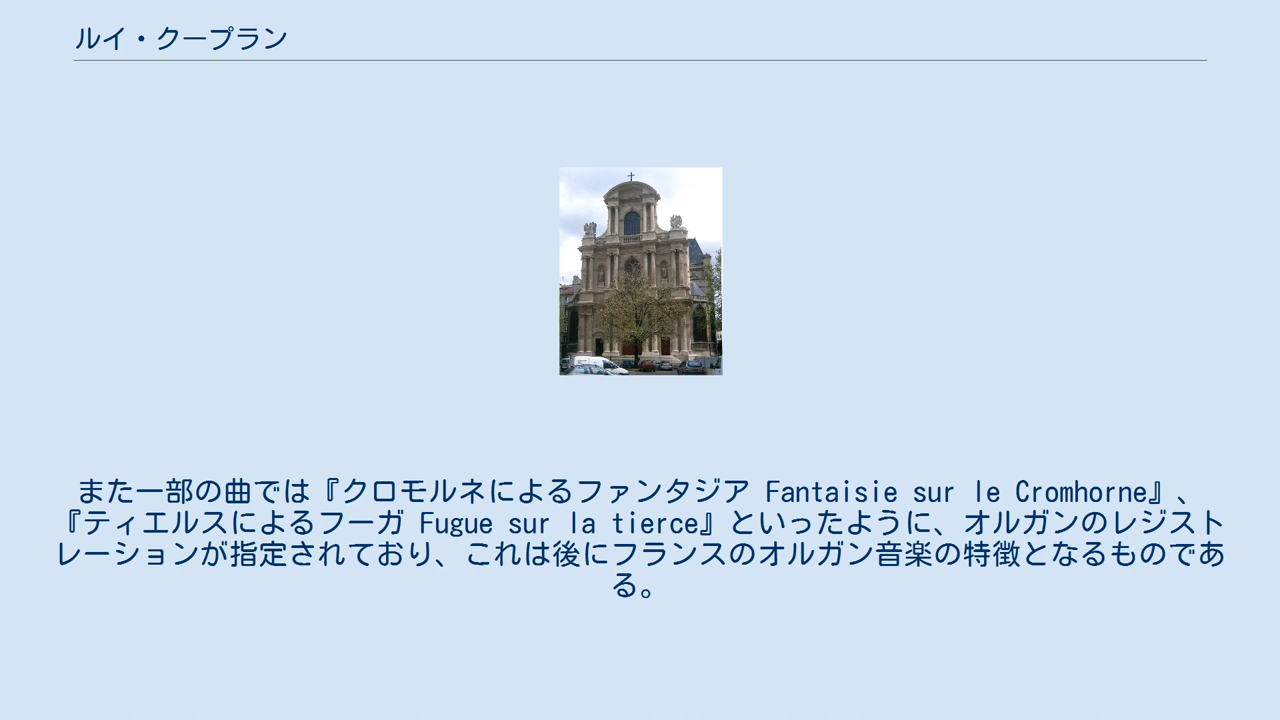 ルイ・クープラン
また一部の曲では『クロモルネによるファンタジア Fantaisie sur le Cromhorne』、
『ティエルスによるフーガ Fugue sur la tierce』といったように、オルガンのレジスト
レーションが指定されており、これは後にフランスのオルガン音楽の特徴となるものであ
る。